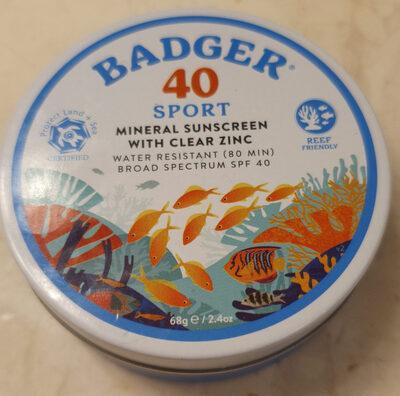 BADGER®
40
SPORT
MINERAL SUNSCREEN
WITH CLEAR ZINC
WATER RESISTANT (80 MIN)
BROAD SPECTRUM SPF 40
Protect Land + Sea
CERTIFIED
REEF
FRIENDLY
68g e / 2.4oz